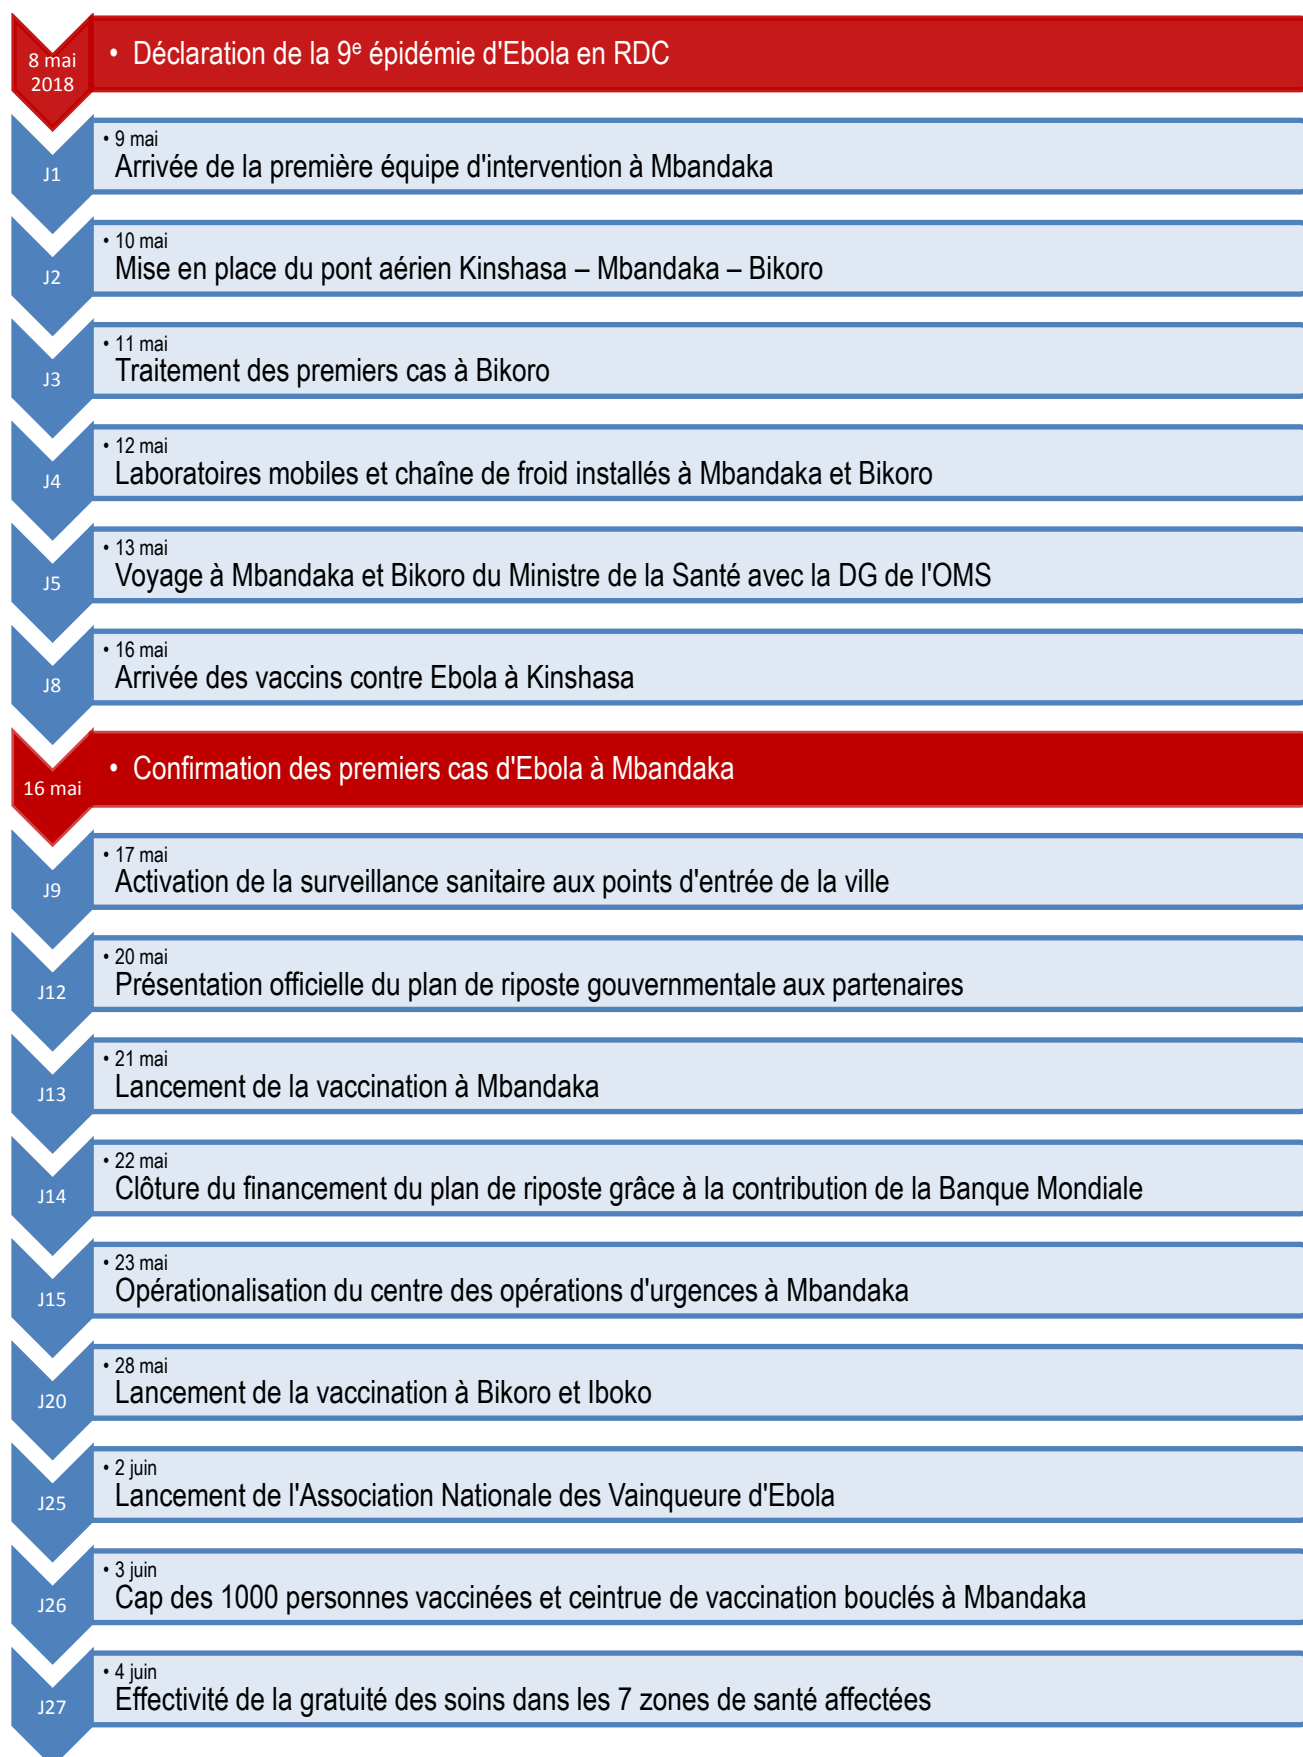 8 mai
2018
• Déclaration de la 9e épidémie d'Ebola en RDC
J1
• 9 mai
Arrivée de la première équipe d'intervention à Mbandaka
J2
• 10 mai
Mise en place du pont aérien Kinshasa – Mbandaka – Bikoro
J3
• 11 mai
Traitement des premiers cas à Bikoro
J4
• 12 mai
Laboratoires mobiles et chaîne de froid installés à Mbandaka et Bikoro
J5
• 13 mai
Voyage à Mbandaka et Bikoro du Ministre de la Santé avec la DG de l'OMS
J8
• 16 mai
Arrivée des vaccins contre Ebola à Kinshasa
16 mai
• Confirmation des premiers cas d'Ebola à Mbandaka
J9
• 17 mai
Activation de la surveillance sanitaire aux points d'entrée de la ville
J12
• 20 mai
Présentation officielle du plan de riposte gouvernmentale aux partenaires
J13
• 21 mai
Lancement de la vaccination à Mbandaka
J14
• 22 mai
Clôture du financement du plan de riposte grâce à la contribution de la Banque Mondiale
J15
• 23 mai
Opérationalisation du centre des opérations d'urgences à Mbandaka
J20
• 28 mai
Lancement de la vaccination à Bikoro et Iboko
J25
• 2 juin
Lancement de l'Association Nationale des Vainqueure d'Ebola
J26
• 3 juin
Cap des 1000 personnes vaccinées et ceintrue de vaccination bouclés à Mbandaka
J27
• 4 juin
Effectivité de la gratuité des soins dans les 7 zones de santé affectées